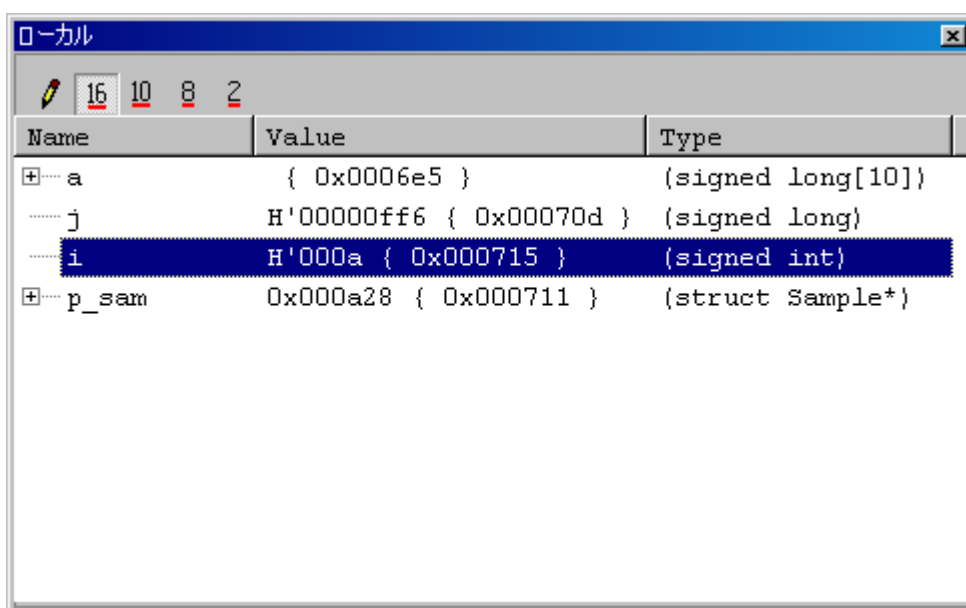 ローカル
16 10 8 2
Name Value Type
a { 0x0006e5 } (signed long[10])
j H'00000ff6 { 0x00070d } (signed long)
i H'000a { 0x000715 } (signed int)
p_sam 0x000a28 { 0x000711 } (struct Sample*)